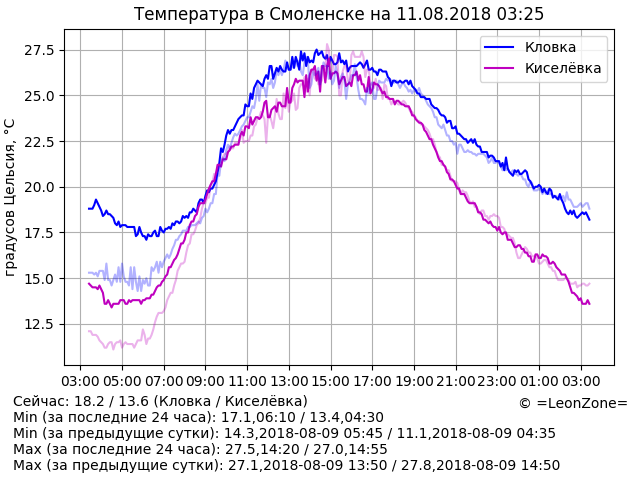 Температура в Смоленске на 11.08.2018 03:25
градусов Цельсия, °C
27.5
25.0
22.5
20.0
17.5
15.0
12.5
Кловка
Киселёвка
03:00 05:00 07:00 09:00 11:00 13:00 15:00 17:00 19:00 21:00 23:00 01:00 03:00
Сейчас: 18.2 / 13.6 (Кловка / Киселёвка)
© =LeonZone=
Min (за последние 24 часа): 17.1,06:10 / 13.4,04:30
Min (за предыдущие сутки): 14.3,2018-08-09 05:45 / 11.1,2018-08-09 04:35
Max (за последние 24 часа): 27.5,14:20 / 27.0,14:55
Max (за предыдущие сутки): 27.1,2018-08-09 13:50 / 27.8,2018-08-09 14:50